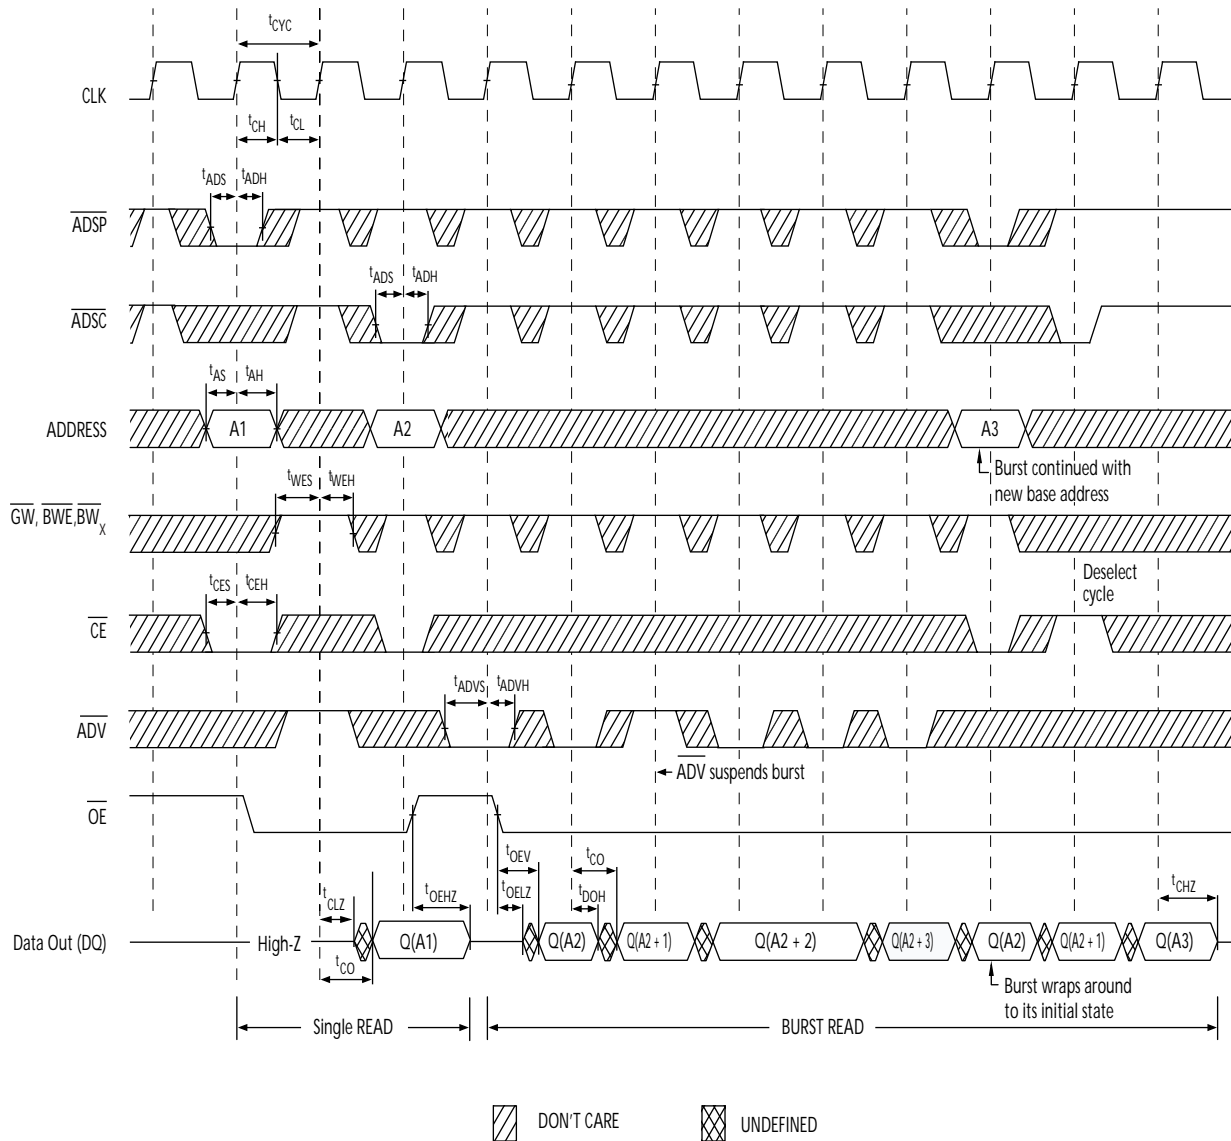 tCYC
CLK
tCH
tCL
tADS
tADH
ADSP
tADS
tADH
ADSC
tAS
tAH
ADDRESS
A1
A2
A3
Burst continued with
new base address
tWES
tWEH
GW, BWE,BWX
tCES
tCEH
Deselect
cycle
CE
tADVS
tADVH
ADV
ADV suspends burst
OE
tOEV
tCO
tCLZ
tOEHZ
tOELZ
tDOH
tCHZ
Data Out (DQ)
High-Z
Q(A1)
Q(A2)
Q(A2 + 1)
Q(A2 + 2)
Q(A2 + 3)
Q(A2)
Q(A2 + 1)
Q(A3)
tCO
Burst wraps around
to its initial state
Single READ
BURST READ
DON'T CARE
UNDEFINED